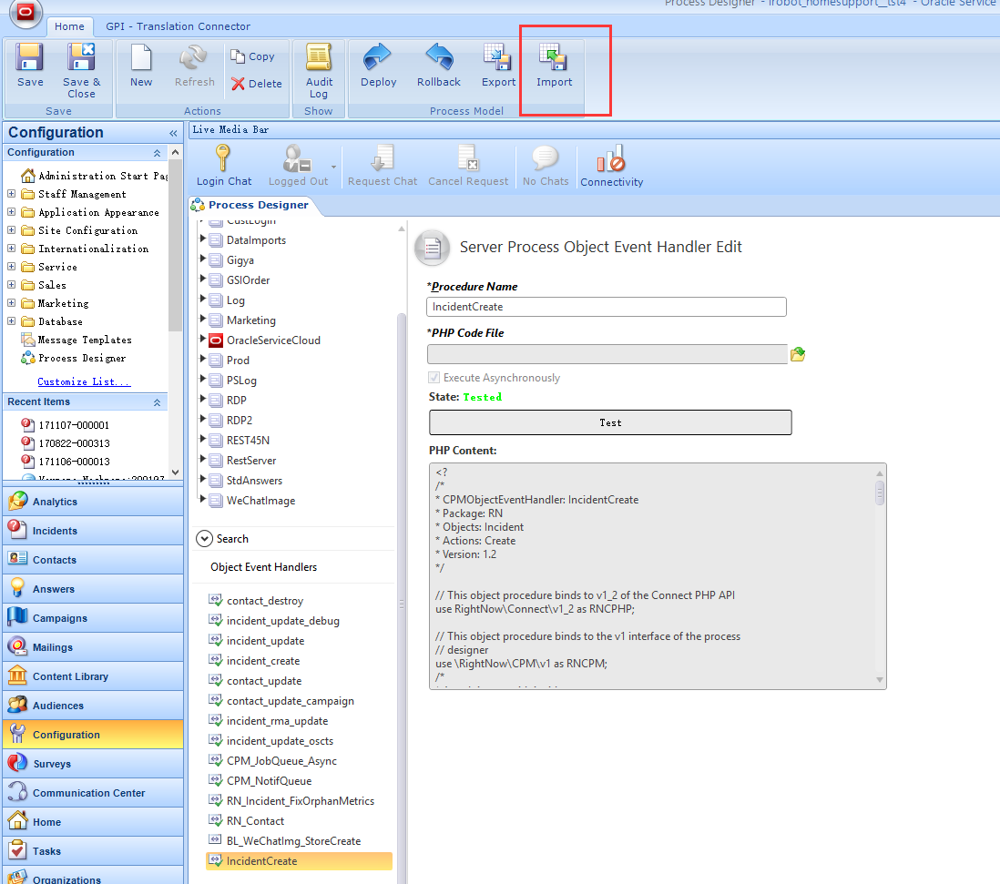 Process Designer - irobot_homesupport__tst4 - Oracle Service
Home
GPI - Translation Connector
Save
Save &
Close
Save
New
Refresh
Copy
Delete
Actions
Audit
Log
Show
Deploy
Rollback
Export
Import
Process Model
Configuration
Configuration
Administration Start Pag
Staff Management
Application Appearance
Site Configuration
Internationalization
Service
Sales
Marketing
Database
Message Templates
Process Designer
Customize List...
Recent Items
171107-000001
170822-000313
171106-000013
Analytics
Incidents
Contacts
Answers
Campaigns
Mailings
Content Library
Audiences
Configuration
Surveys
Communication Center
Home
Tasks
Organizations
Live Media Bar
Login Chat
Logged Out
Request Chat
Cancel Request
No Chats
Connectivity
Process Designer
CustLogin
DataImports
Gigya
GSIOrder
Log
Marketing
OracleServiceCloud
Prod
PSLog
RDP
RDP2
REST45N
RestServer
StdAnswers
WeChatImage
Search
Object Event Handlers
contact_destroy
incident_update_debug
incident_update
incident_create
contact_update
contact_update_campaign
incident_rma_update
incident_update_oscts
CPM_JobQueue_Async
CPM_NotifQueue
RN_Incident_FixOrphanMetrics
RN_Contact
BL_WeChatImg_StoreCreate
IncidentCreate
Server Process Object Event Handler Edit
*Procedure Name
IncidentCreate
*PHP Code File
Execute Asynchronously
State: Tested
Test
PHP Content:
<?
/*
* CPMObjectEventHandler: IncidentCreate
* Package: RN
* Objects: Incident
* Actions: Create
* Version: 1.2
*/
// This object procedure binds to v1_2 of the Connect PHP API
use RightNow\Connect\v1_2 as RNCPHP;
// This object procedure binds to the v1 interface of the process
// designer
use \RightNow\CPM\v1 as RNCPM;
/*